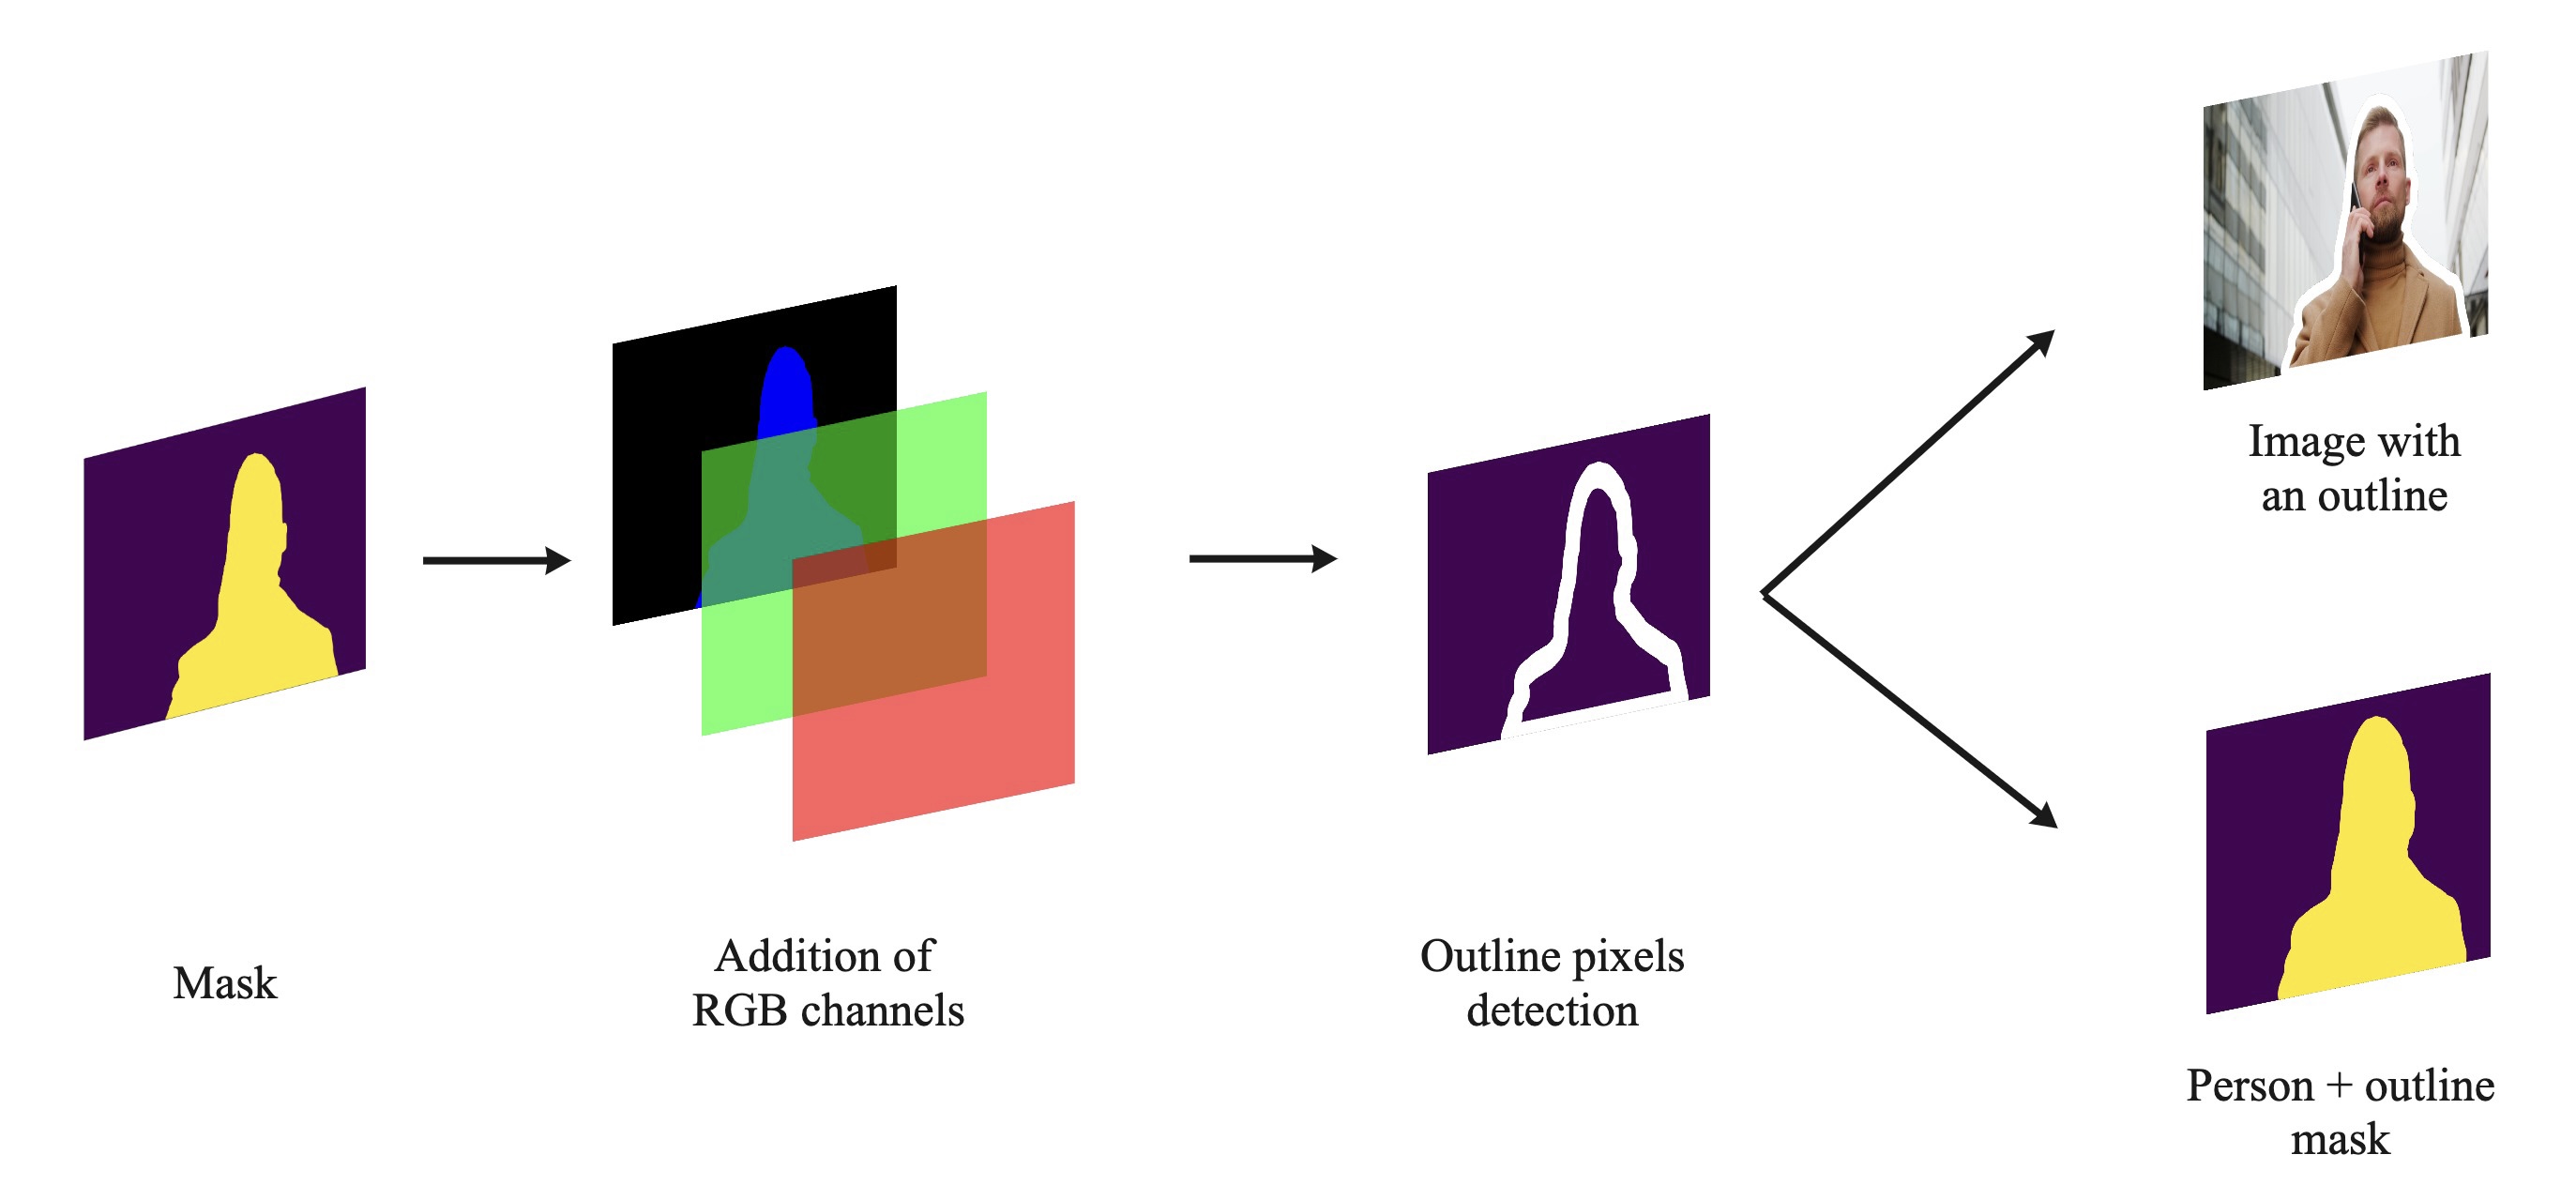 Mask
Addition of
RGB channels
Outline pixels
detection
Image with
an outline
Person + outline
mask